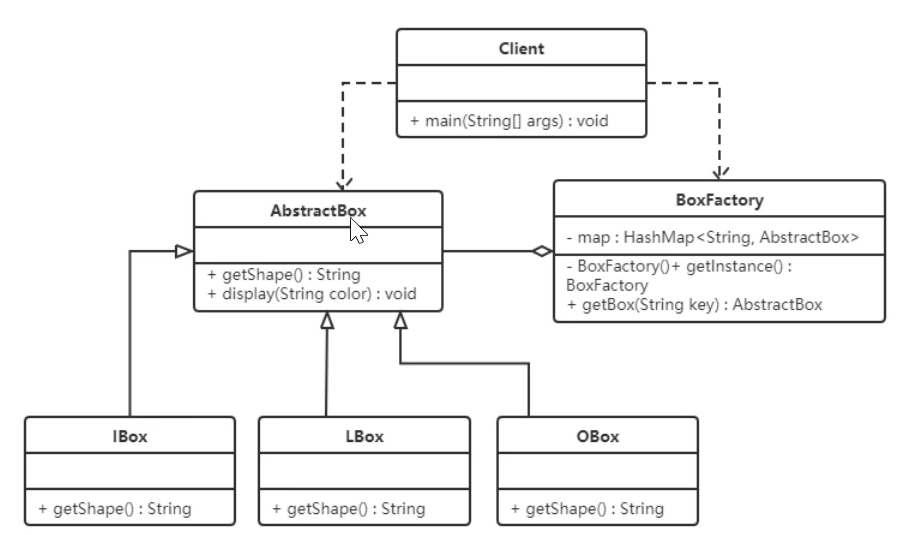 Client
+ main(String[] args) : void
AbstractBox
+ getShape() : String
+ display(String color) : void
BoxFactory
- map : HashMap<String, AbstractBox>
- BoxFactory()+ getInstance() :
BoxFactory
+ getBox(String key) : AbstractBox
IBox
+ getShape() : String
LBox
+ getShape() : String
OBox
+ getShape() : String